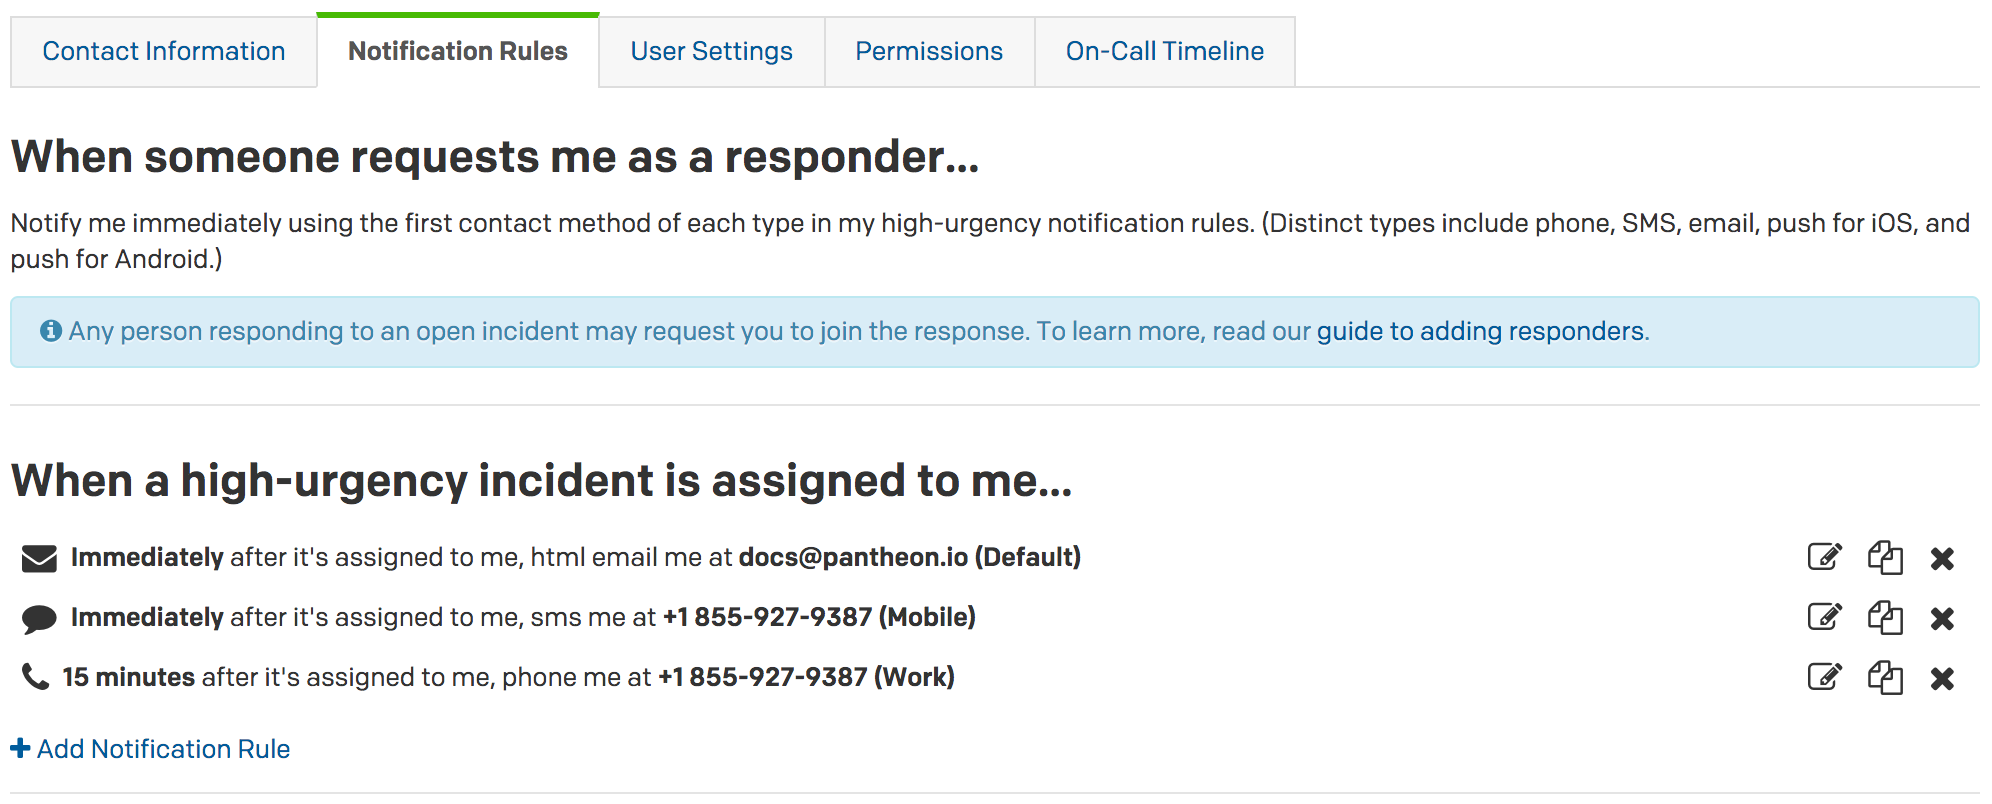 Contact Information
Notification Rules
User Settings
Permissions
On-Call Timeline
When someone requests me as a responder...
Notify me immediately using the first contact method of each type in my high-urgency notification rules. (Distinct types include phone, SMS, email, push for iOS, and
push for Android.)
Any person responding to an open incident may request you to join the response. To learn more, read our guide to adding responders.
When a high-urgency incident is assigned to me...
Immediately after it's assigned to me, html email me at docs@pantheon.io (Default)
Immediately after it's assigned to me, sms me at +1 855-927-9387 (Mobile)
15 minutes after it's assigned to me, phone me at +1 855-927-9387 (Work)
Add Notification Rule